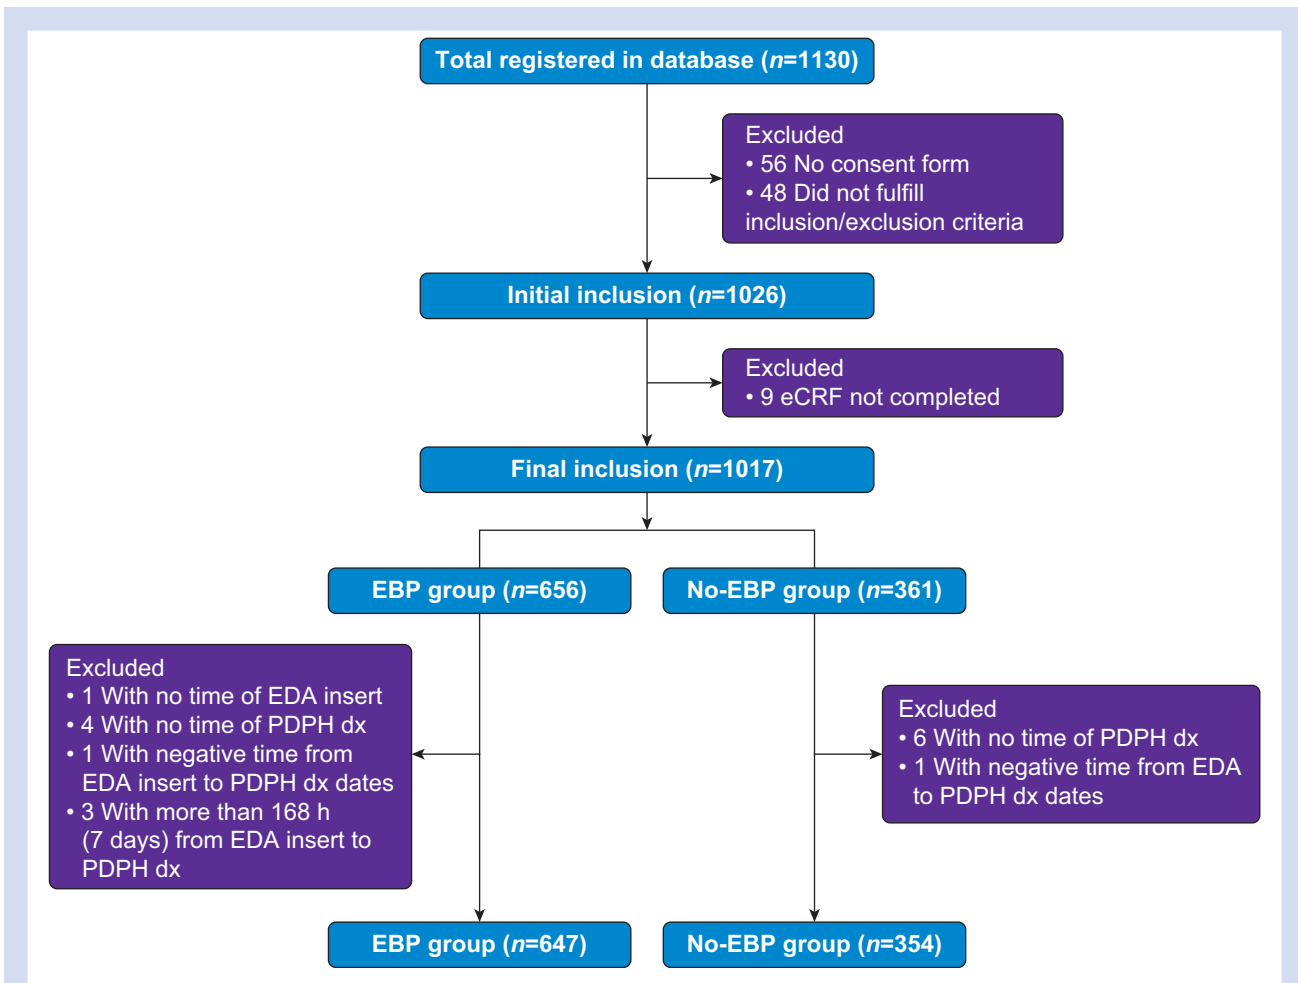 Total registered in database (n=1130)
Excluded
• 56 No consent form
• 48 Did not fulfill
inclusion/exclusion criteria
Initial inclusion (n=1026)
Excluded
• 9 eCRF not completed
Final inclusion (n=1017)
EBP group (n=656)
No-EBP group (n=361)
Excluded
• 1 With no time of EDA insert
• 4 With no time of PDPH dx
• 1 With negative time from
EDA insert to PDPH dx dates
• 3 With more than 168 h
(7 days) from EDA insert to
PDPH dx
Excluded
• 6 With no time of PDPH dx
• 1 With negative time from EDA
to PDPH dx dates
EBP group (n=647)
No-EBP group (n=354)